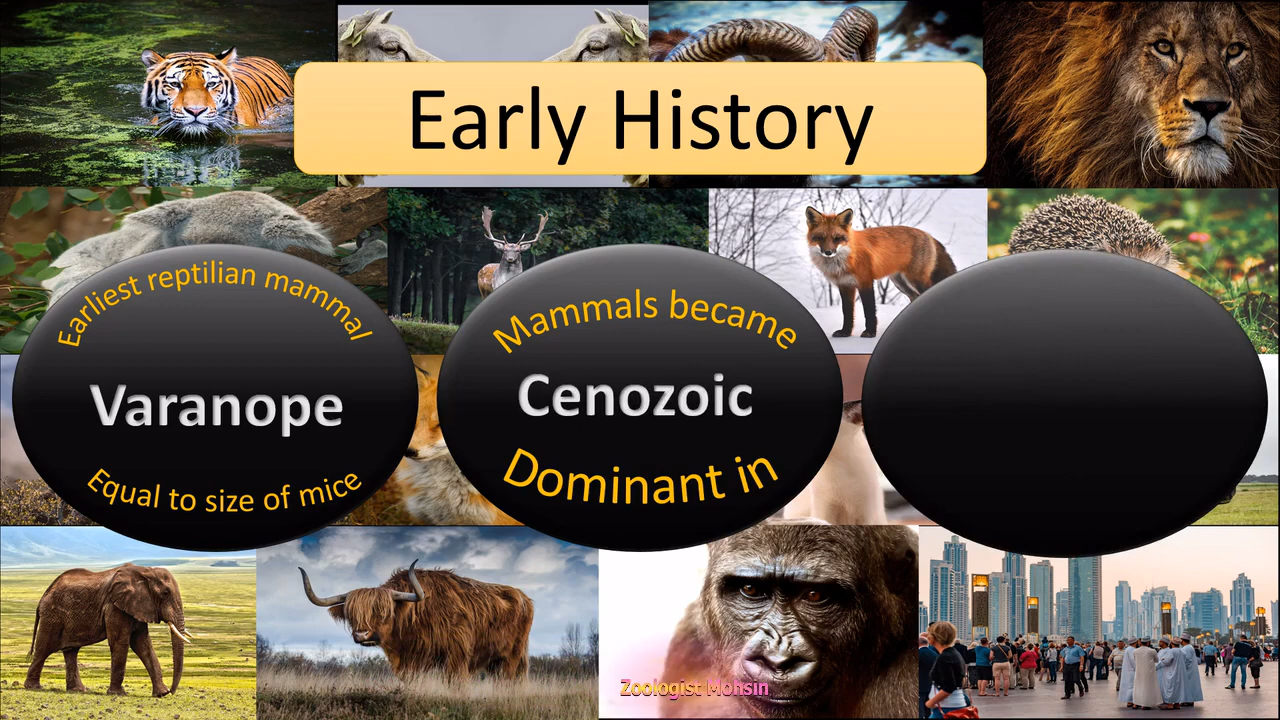 Early History
Earliest reptilian mammal
Varanope
Equal to size of mice
Mammals became
Cenozoic
Dominant in
Zoologist Mohsin